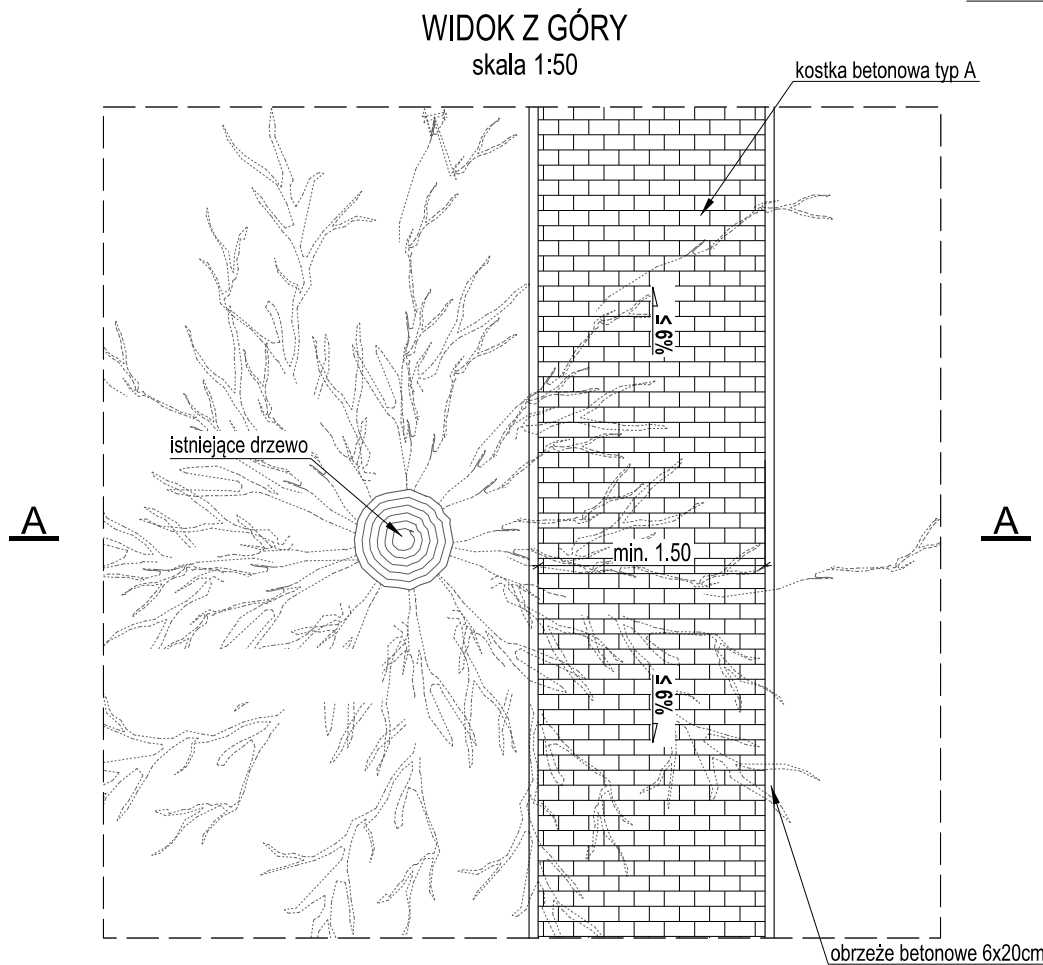 WIDOK Z GÓRY
skala 1:50
kostka betonowa typ A
≤ 6%
istniejące drzewo
A
A
min. 1.50
≤ 6%
obrzeże betonowe 6x20cm